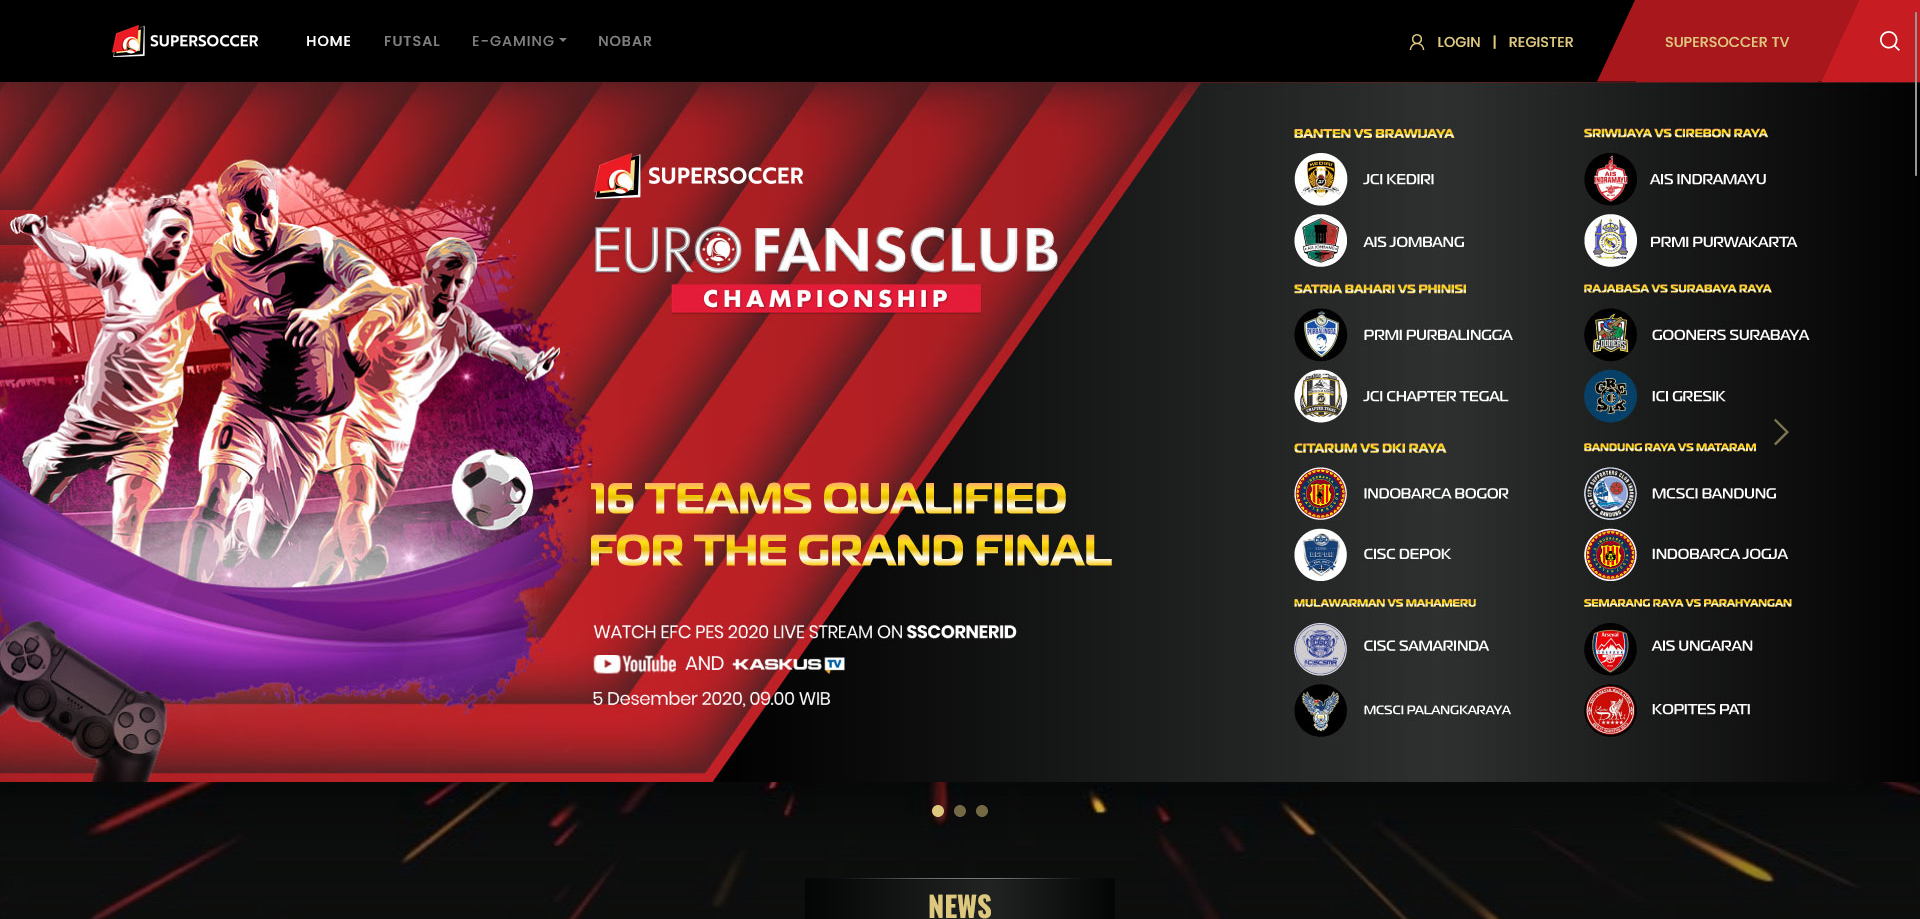 SUPERSOCCER
HOME
FUTSAL
E-GAMING
NOBAR
LOGIN | REGISTER
SUPERSOCCER TV
SUPERSOCCER
EURO FANSCLUB
CHAMPIONSHIP
16 TEAMS QUALIFIED
FOR THE GRAND FINAL
WATCH EFC PES 2020 LIVE STREAM ON SSCORNERID
YouTube AND KASKUS TV
5 Desember 2020, 09.00 WIB
BANTEN VS BRAWIJAYA
JCI KEDIRI
AIS JOMBANG
SATRIA BAHARI VS PHINISI
PRMI PURBALINGGA
JCI CHAPTER TEGAL
CITARUM VS DKI RAYA
INDOBARCA BOGOR
CISC DEPOK
MULAWARMAN VS MAHAMERU
CISC SAMARINDA
MCSCI PALANGKARAYA
SRIWIJAYA VS CIREBON RAYA
AIS INDRAMAYU
PRMI PURWAKARTA
RAJABASA VS SURABAYA RAYA
GOONERS SURABAYA
ICI GRESIK
BANDUNG RAYA VS MATARAM
MCSCI BANDUNG
INDOBARCA JOGJA
SEMARANG RAYA VS PARAHYANGAN
AIS UNGARAN
KOPITES PATI
NEWS